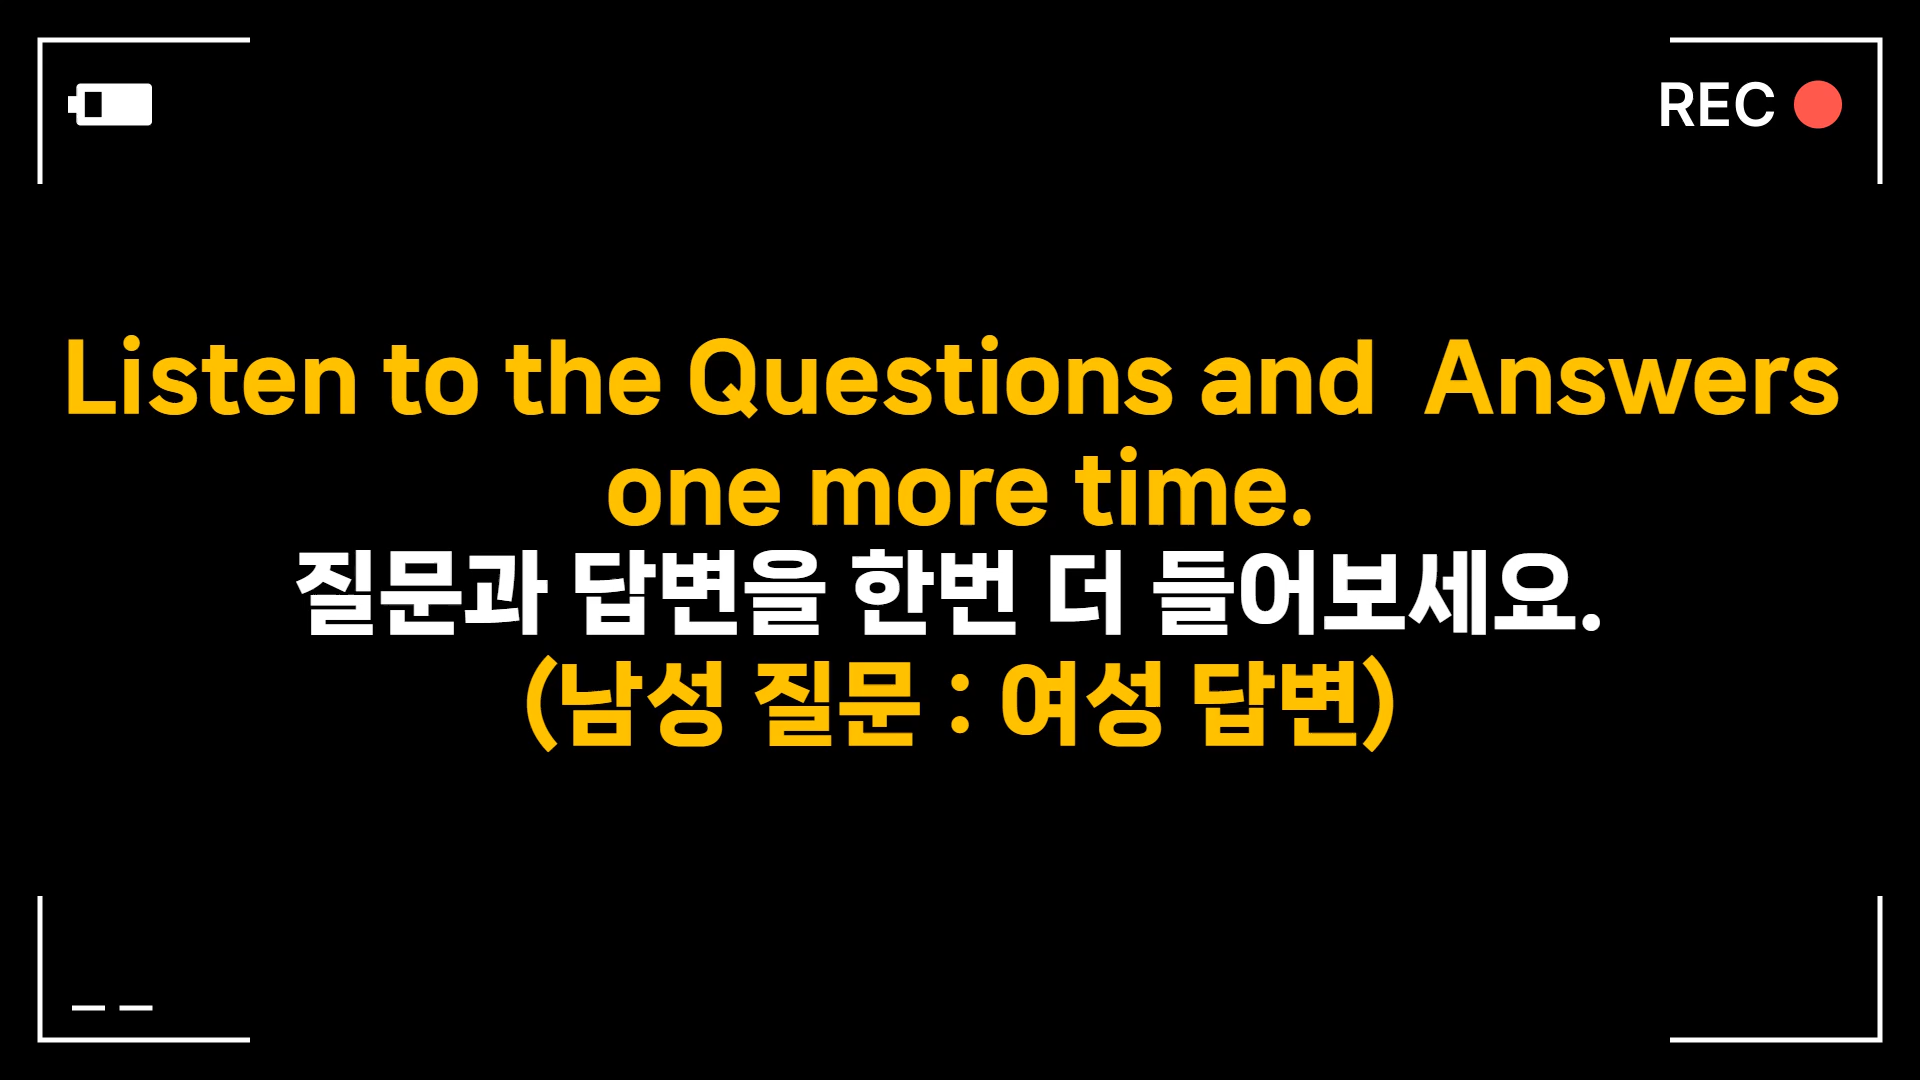 REC
Listen to the Questions and  Answers
one more time.
질문과 답변을 한번 더 들어보세요.
(남성 질문 : 여성 답변)